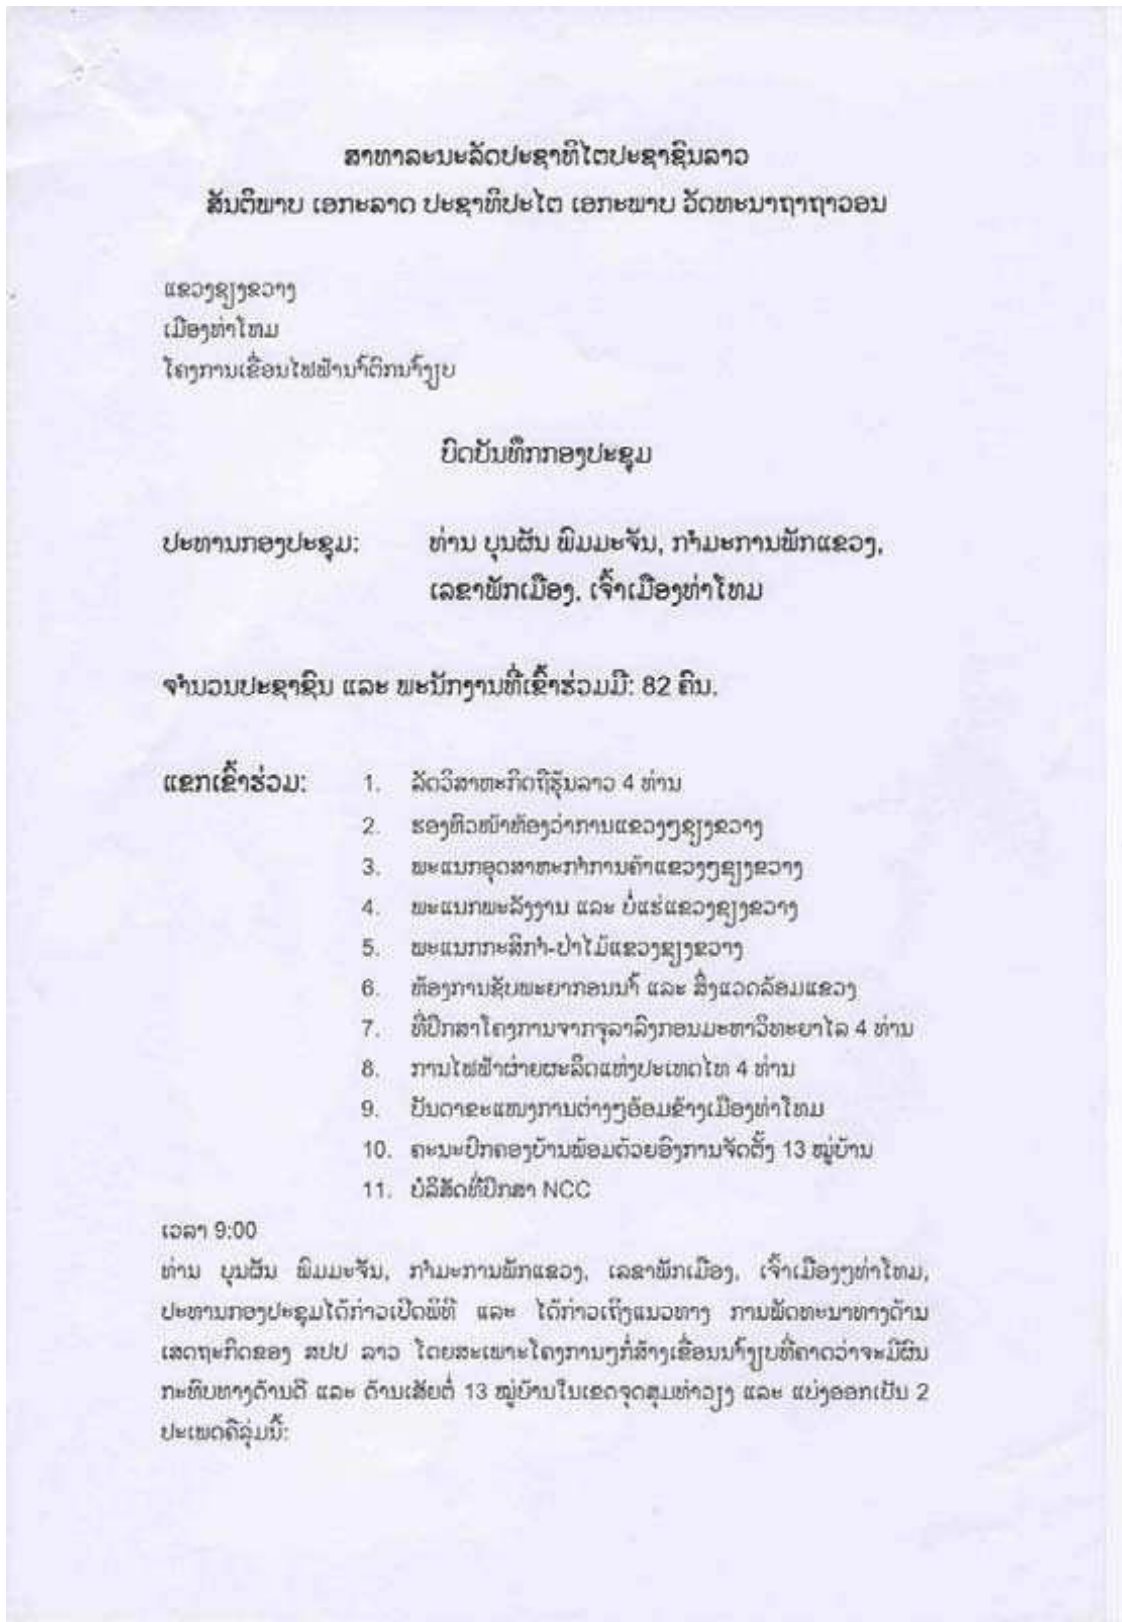 ສາທາລະນະລັດປະຊາທິໄຕປະຊາຊົນລາວ
ສັນຕິພາບ ເອກະລາດ ປະຊາທິປະໄຕ ເອກະພາບ ວັດທະນາຖາຖາວອນ
ແຂວງຊຽງຂວາງ
ເມືອງທ່າໂທມ
ໂຄງການເຂື່ອນໄຟຟ້ານ້ຳຕົກນ້ຳງຽບ
ບົດບັນທຶກກອງປະຊຸມ
ປະທານກອງປະຊຸມ: ທ່ານ ບຸນຜັນ ພິມມະຈັນ, ກຳມະການພັກແຂວງ,
ເລຂາພັກເມືອງ, ເຈົ້າເມືອງທ່າໂທມ
ຈຳນວນປະຊາຊົນ ແລະ ພະນັກງານທີ່ເຂົ້າຮ່ວມມີ: 82 ຄົນ.
ແຂກເຂົ້າຮ່ວມ: 1. ລັດວິສາຫະກິດຖືຮຸ້ນລາວ 4 ທ່ານ
2. ຮອງຫົວໜ້າຫ້ອງວ່າການແຂວງໆຊຽງຂວາງ
3. ພະແນກອຸດສາຫະກຳການຄ້າແຂວງໆຊຽງຂວາງ
4. ພະແນກພະລັງງານ ແລະ ບໍ່ແຮ່ແຂວງຊຽງຂວາງ
5. ພະແນກກະສິກຳ-ປ່າໄມ້ແຂວງຊຽງຂວາງ
6. ຫ້ອງການຊັບພະຍາກອນນ້ຳ ແລະ ສິ່ງແວດລ້ອມແຂວງ
7. ທີ່ປຶກສາໂຄງການຈາກຈຸລາລົງກອນມະຫາວິທະຍາໄລ 4 ທ່ານ
8. ການໄຟຟ້າຜ່າຍຜະລິດແຫ່ງປະເທດໄທ 4 ທ່ານ
9. ບັນດາຂະແໜງການຕ່າງໆອ້ອມຂ້າງເມືອງທ່າໂທມ
10. ຄະນະປົກຄອງບ້ານພ້ອມດ້ວຍອົງການຈັດຕັ້ງ 13 ໝູ່ບ້ານ
11. ບໍລິສັດທີ່ປຶກສາ NCC
ເວລາ 9:00
ທ່ານ ບຸນຜັນ ພິມມະຈັນ, ກຳມະການພັກແຂວງ, ເລຂາພັກເມືອງ, ເຈົ້າເມືອງໆທ່າໂທມ,
ປະທານກອງປະຊຸມໄດ້ກ່າວເປີດພິທີ ແລະ ໄດ້ກ່າວເຖິງແນວທາງ ການພັດທະນາທາງດ້ານ
ເສດຖະກິດຂອງ ສປປ ລາວ ໂດຍສະເພາະໂຄງການໆກໍ່ສ້າງເຂື່ອນນ້ຳງຽບທີ່ຄາດວ່າຈະມີຜົນ
ກະທົບທາງດ້ານດີ ແລະ ດ້ານເສັຍຕໍ່ 13 ໝູ່ບ້ານໃນເຂດຈຸດສຸມທ່າວຽງ ແລະ ແບ່ງອອກເປັນ 2
ປະເພດຄືລຸ່ມນີ້: